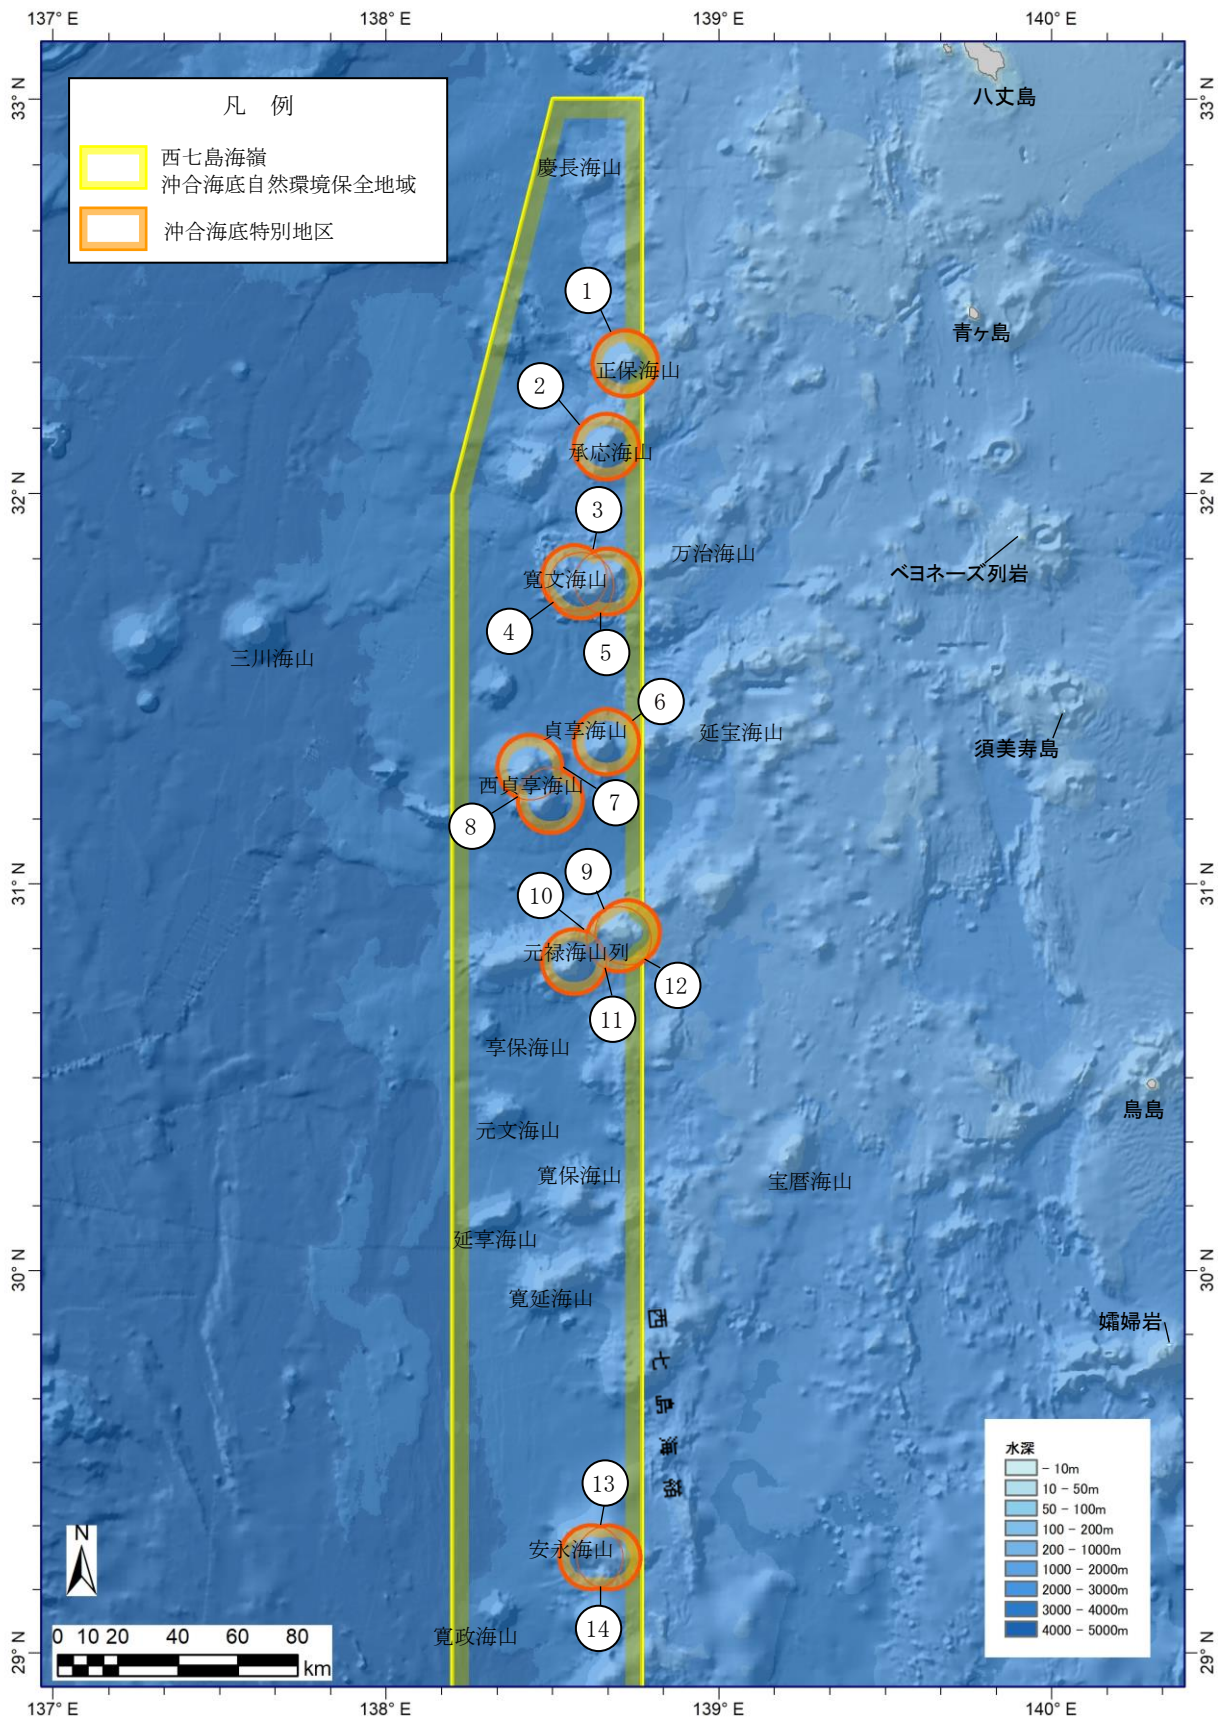 137° E
138° E
139° E
140° E
33° N
33° N
八丈島
凡 例
西七島海嶺
沖合海底自然環境保全地域
沖合海底特別地区
慶長海山
1
青ヶ島
正保海山
2
承応海山
32° N
32° N
3
万治海山
ベヨネーズ列岩
寛文海山
4
5
三川海山
6
貞享海山
延宝海山
須美寿島
西貞享海山
7
8
31° N
31° N
9
10
元禄海山列
12
11
享保海山
鳥島
元文海山
寛保海山
宝暦海山
延享海山
30° N
30° N
寛延海山
西七島海嶺
孀婦岩
水深
- 10m
10 - 50m
50 - 100m
100 - 200m
200 - 1000m
1000 - 2000m
2000 - 3000m
3000 - 4000m
4000 - 5000m
13
安永海山
14
N
寛政海山
0 10 20 40 60 80
km
29° N
29° N
137° E
138° E
139° E
140° E